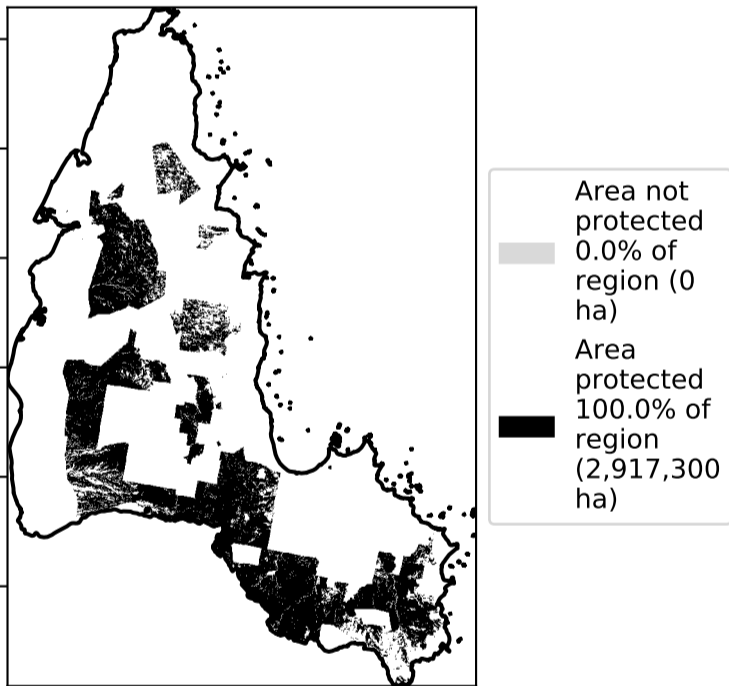 Area not
protected
0.0% of
region (0
ha)
Area
protected
100.0% of
region
(2,917,300
ha)